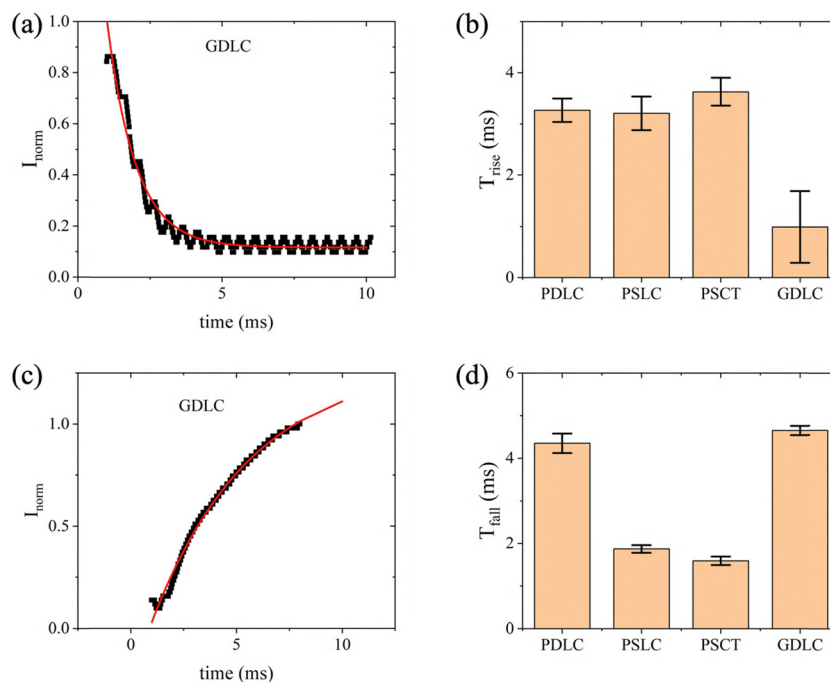 (a)
GDLC
I_norm
1.0
0.8
0.6
0.4
0.2
0.0
0
5
10
time (ms)
(b)
T_rise (ms)
4
2
0
PDLC
PSLC
PSCT
GDLC
(c)
GDLC
I_norm
1.0
0.5
0.0
0
5
10
time (ms)
(d)
T_fall (ms)
6
4
2
0
PDLC
PSLC
PSCT
GDLC